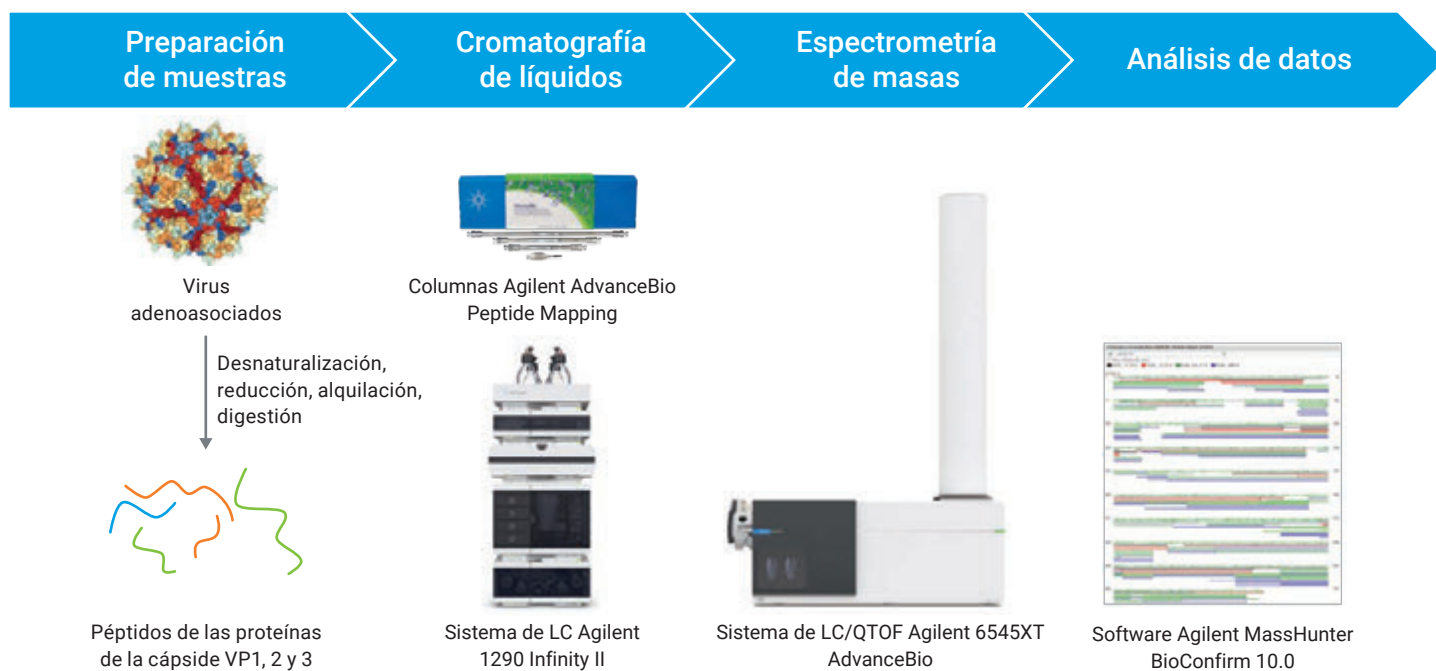 Preparación
de muestras
Cromatografía
de líquidos
Espectrometría
de masas
Análisis de datos
Virus
adenoasociados
Desnaturalización,
reducción, alquilación,
digestión
Péptidos de las proteínas
de la cápside VP1, 2 y 3
Columnas Agilent AdvanceBio
Peptide Mapping
Sistema de LC Agilent
1290 Infinity II
Sistema de LC/QTOF Agilent 6545XT
AdvanceBio
Software Agilent MassHunter
BioConfirm 10.0